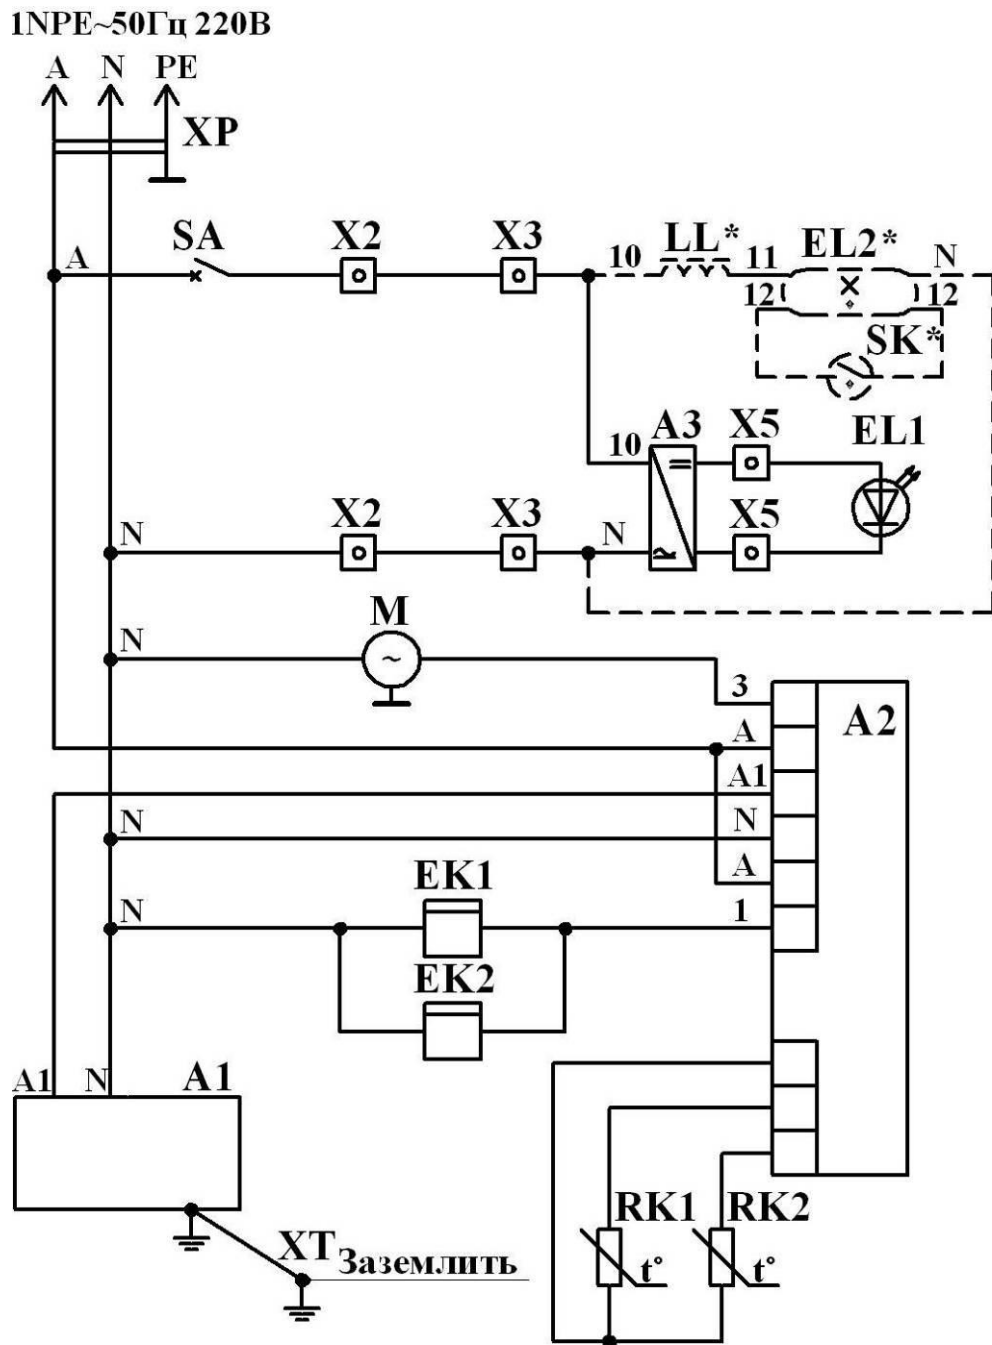 1NPE~50Гц 220В
A N PE
XP
SA X2 X3 10 LL* 11 EL2* N
A
12 12
SK*
10 A3 X5 EL1
N X2 X3 N X5
N M
~
3
A A2
A1
N N
A
EK1
N 1
EK2
A1 N A1
RK1 RK2
XT Заземлить
t° t°